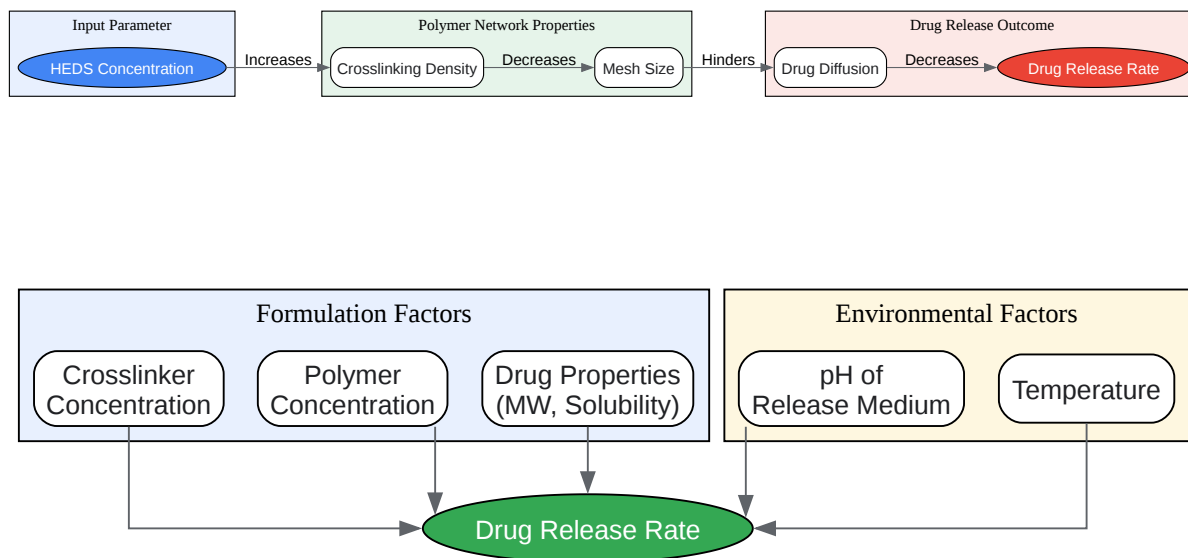 Input Parameter
Polymer Network Properties
Drug Release Outcome
HEDS Concentration
Increases
Crosslinking Density
Decreases
Mesh Size
Hinders
Drug Diffusion
Decreases
Drug Release Rate
Formulation Factors
Environmental Factors
Crosslinker
Concentration
Polymer
Concentration
Drug Properties
(MW, Solubility)
pH of
Release Medium
Temperature
Drug Release Rate